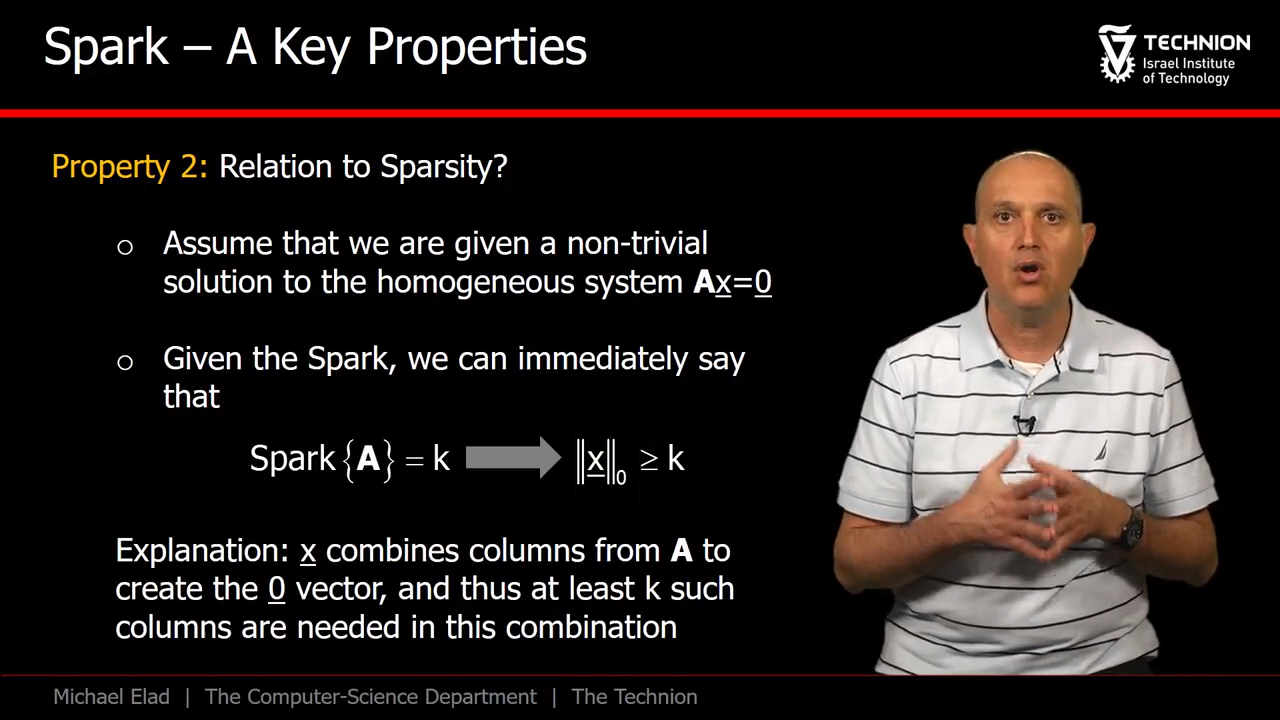 Spark – A Key Properties
TECHNION
Israel Institute
of Technology
Property 2: Relation to Sparsity?
o Assume that we are given a non-trivial
solution to the homogeneous system Ax=0
o Given the Spark, we can immediately say
that
Spark{A} = k ‖x‖₀ ≥ k
Explanation: x combines columns from A to
create the 0 vector, and thus at least k such
columns are needed in this combination
Michael Elad | The Computer-Science Department | The Technion